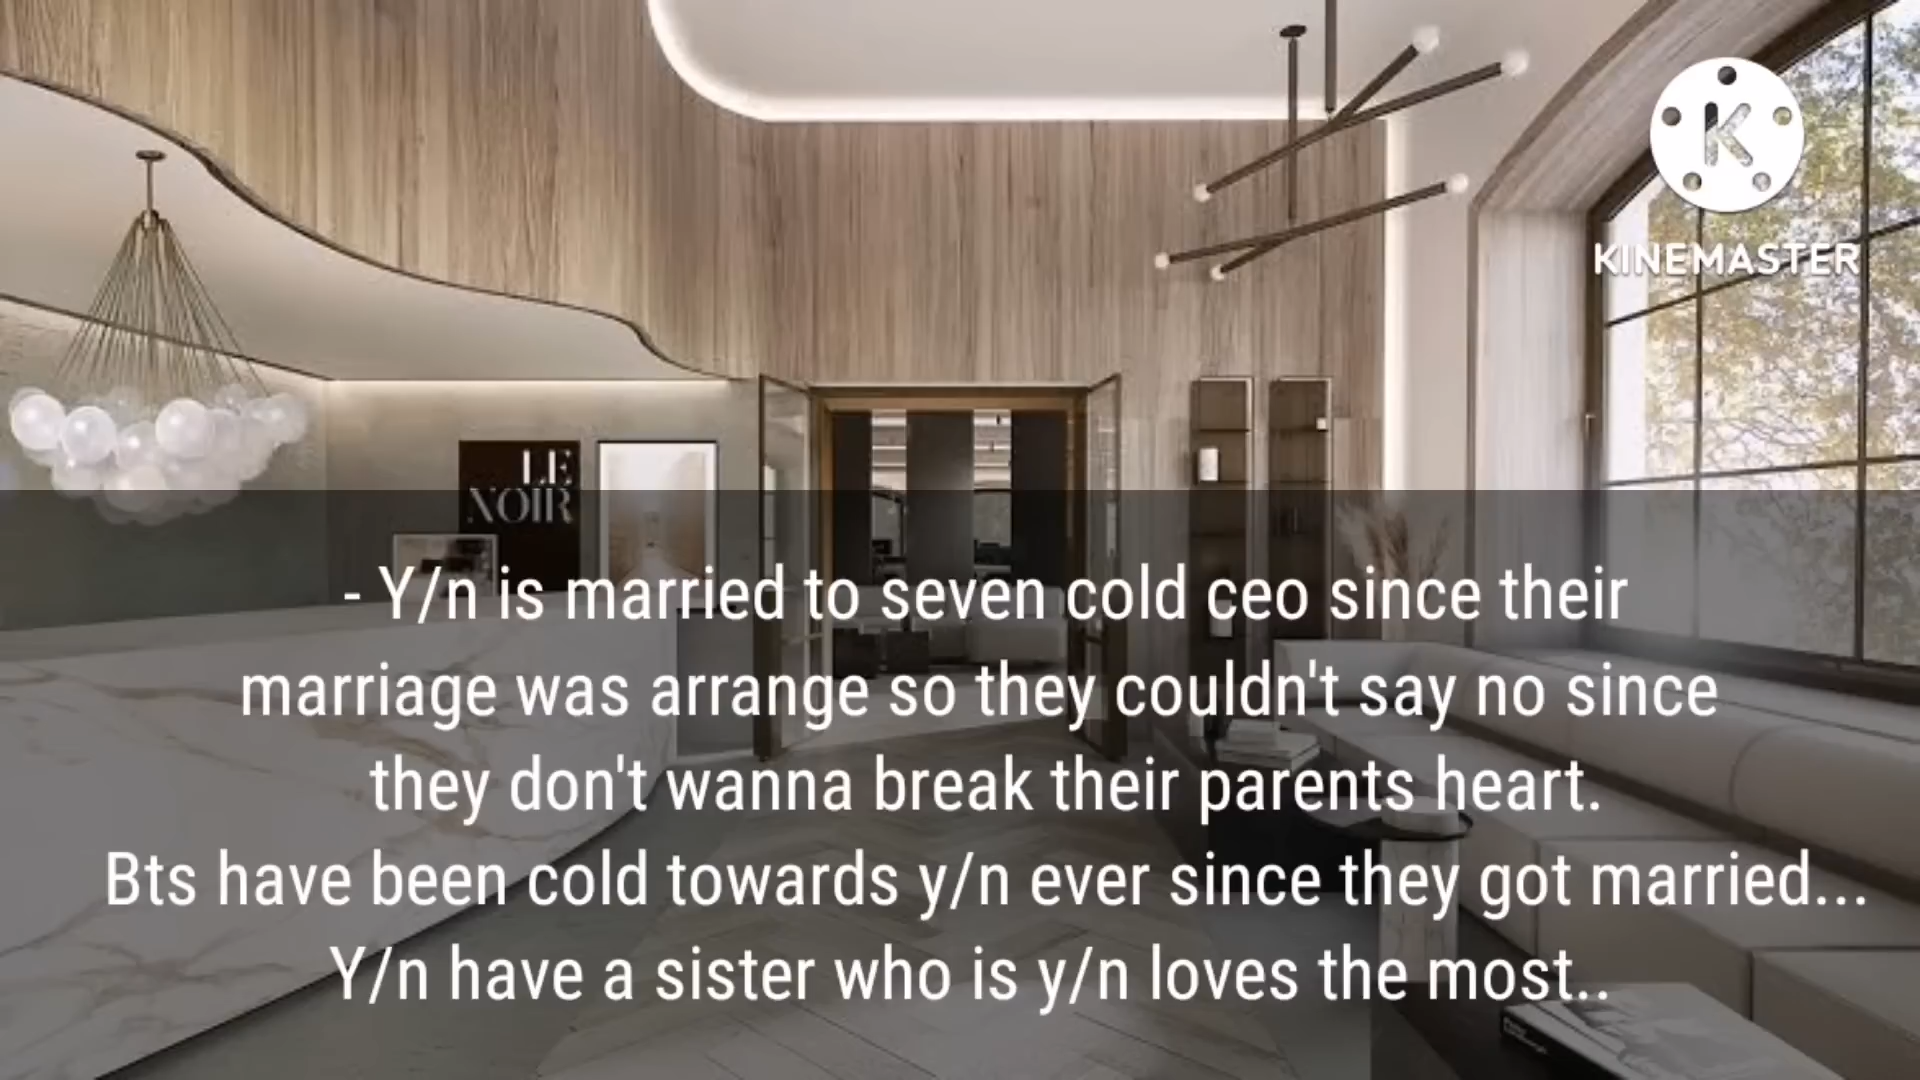 K
KINEMASTER
LE
NOIR
- Y/n is married to seven cold ceo since their
marriage was arrange so they couldn't say no since
they don't wanna break their parents heart.
Bts have been cold towards y/n ever since they got married...
Y/n have a sister who is y/n loves the most..